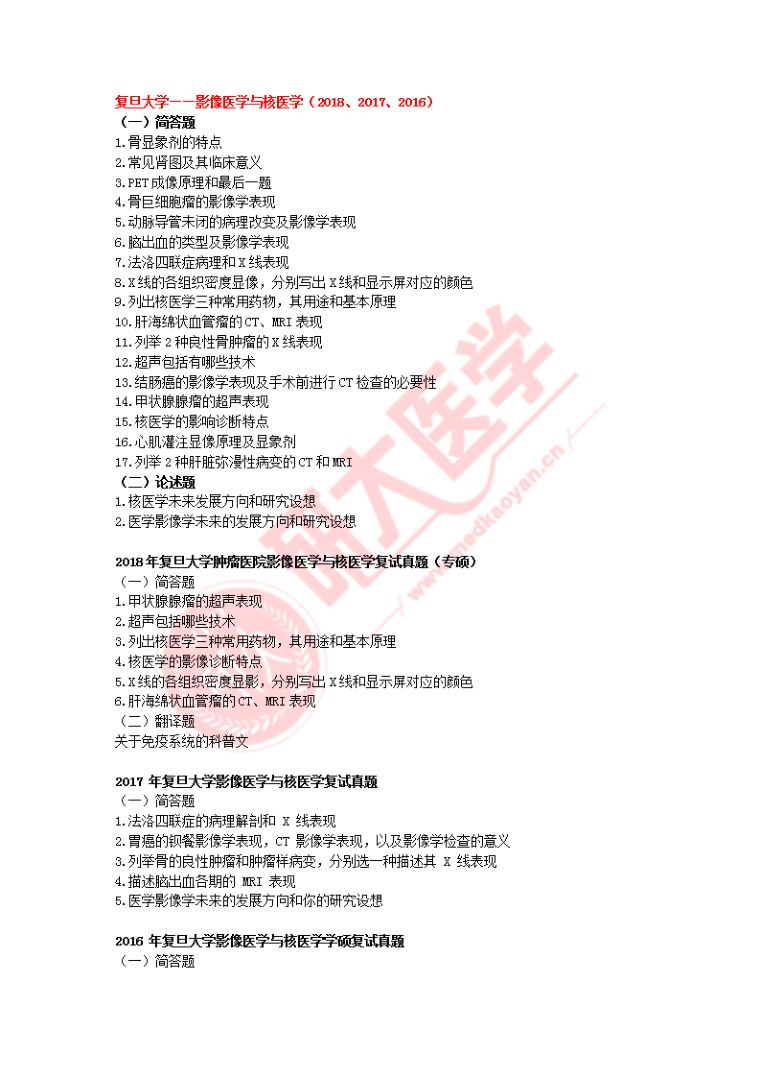 复旦大学——影像医学与核医学（2018、2017、2016）
（一）简答题
1.骨显象剂的特点
2.常见肾图及其临床意义
3.PET成像原理和最后一题
4.骨巨细胞瘤的影像学表现
5.动脉导管未闭的病理改变及影像学表现
6.脑出血的类型及影像学表现
7.法洛四联症病理和X线表现
8.X线的各组织密度显像，分别写出X线和显示屏对应的颜色
9.列出核医学三种常用药物，其用途和基本原理
10.肝海绵状血管瘤的CT、MRI表现
11.列举2种良性骨肿瘤的X线表现
12.超声包括有哪些技术
13.结肠癌的影像学表现及手术前进行CT检查的必要性
14.甲状腺腺瘤的超声表现
15.核医学的影响诊断特点
16.心肌灌注显像原理及显象剂
17.列举2种肝脏弥漫性病变的CT和MRI
（二）论述题
1.核医学未来发展方向和研究设想
2.医学影像学未来的发展方向和研究设想
2018年复旦大学肿瘤医院影像医学与核医学复试真题（专硕）
（一）简答题
1.甲状腺腺瘤的超声表现
2.超声包括哪些技术
3.列出核医学三种常用药物，其用途和基本原理
4.核医学的影像诊断特点
5.X线的各组织密度显影，分别写出X线和显示屏对应的颜色
6.肝海绵状血管瘤的CT、MRI表现
（二）翻译题
关于免疫系统的科普文
2017 年复旦大学影像医学与核医学复试真题
（一）简答题
1.法洛四联症的病理解剖和 X 线表现
2.胃癌的钡餐影像学表现，CT 影像学表现，以及影像学检查的意义
3.列举骨的良性肿瘤和肿瘤样病变，分别选一种描述其 X 线表现
4.描述脑出血各期的 MRI 表现
5.医学影像学未来的发展方向和你的研究设想
2016 年复旦大学影像医学与核医学学硕复试真题
（一）简答题
研大医学
www.medkaoyan.cn